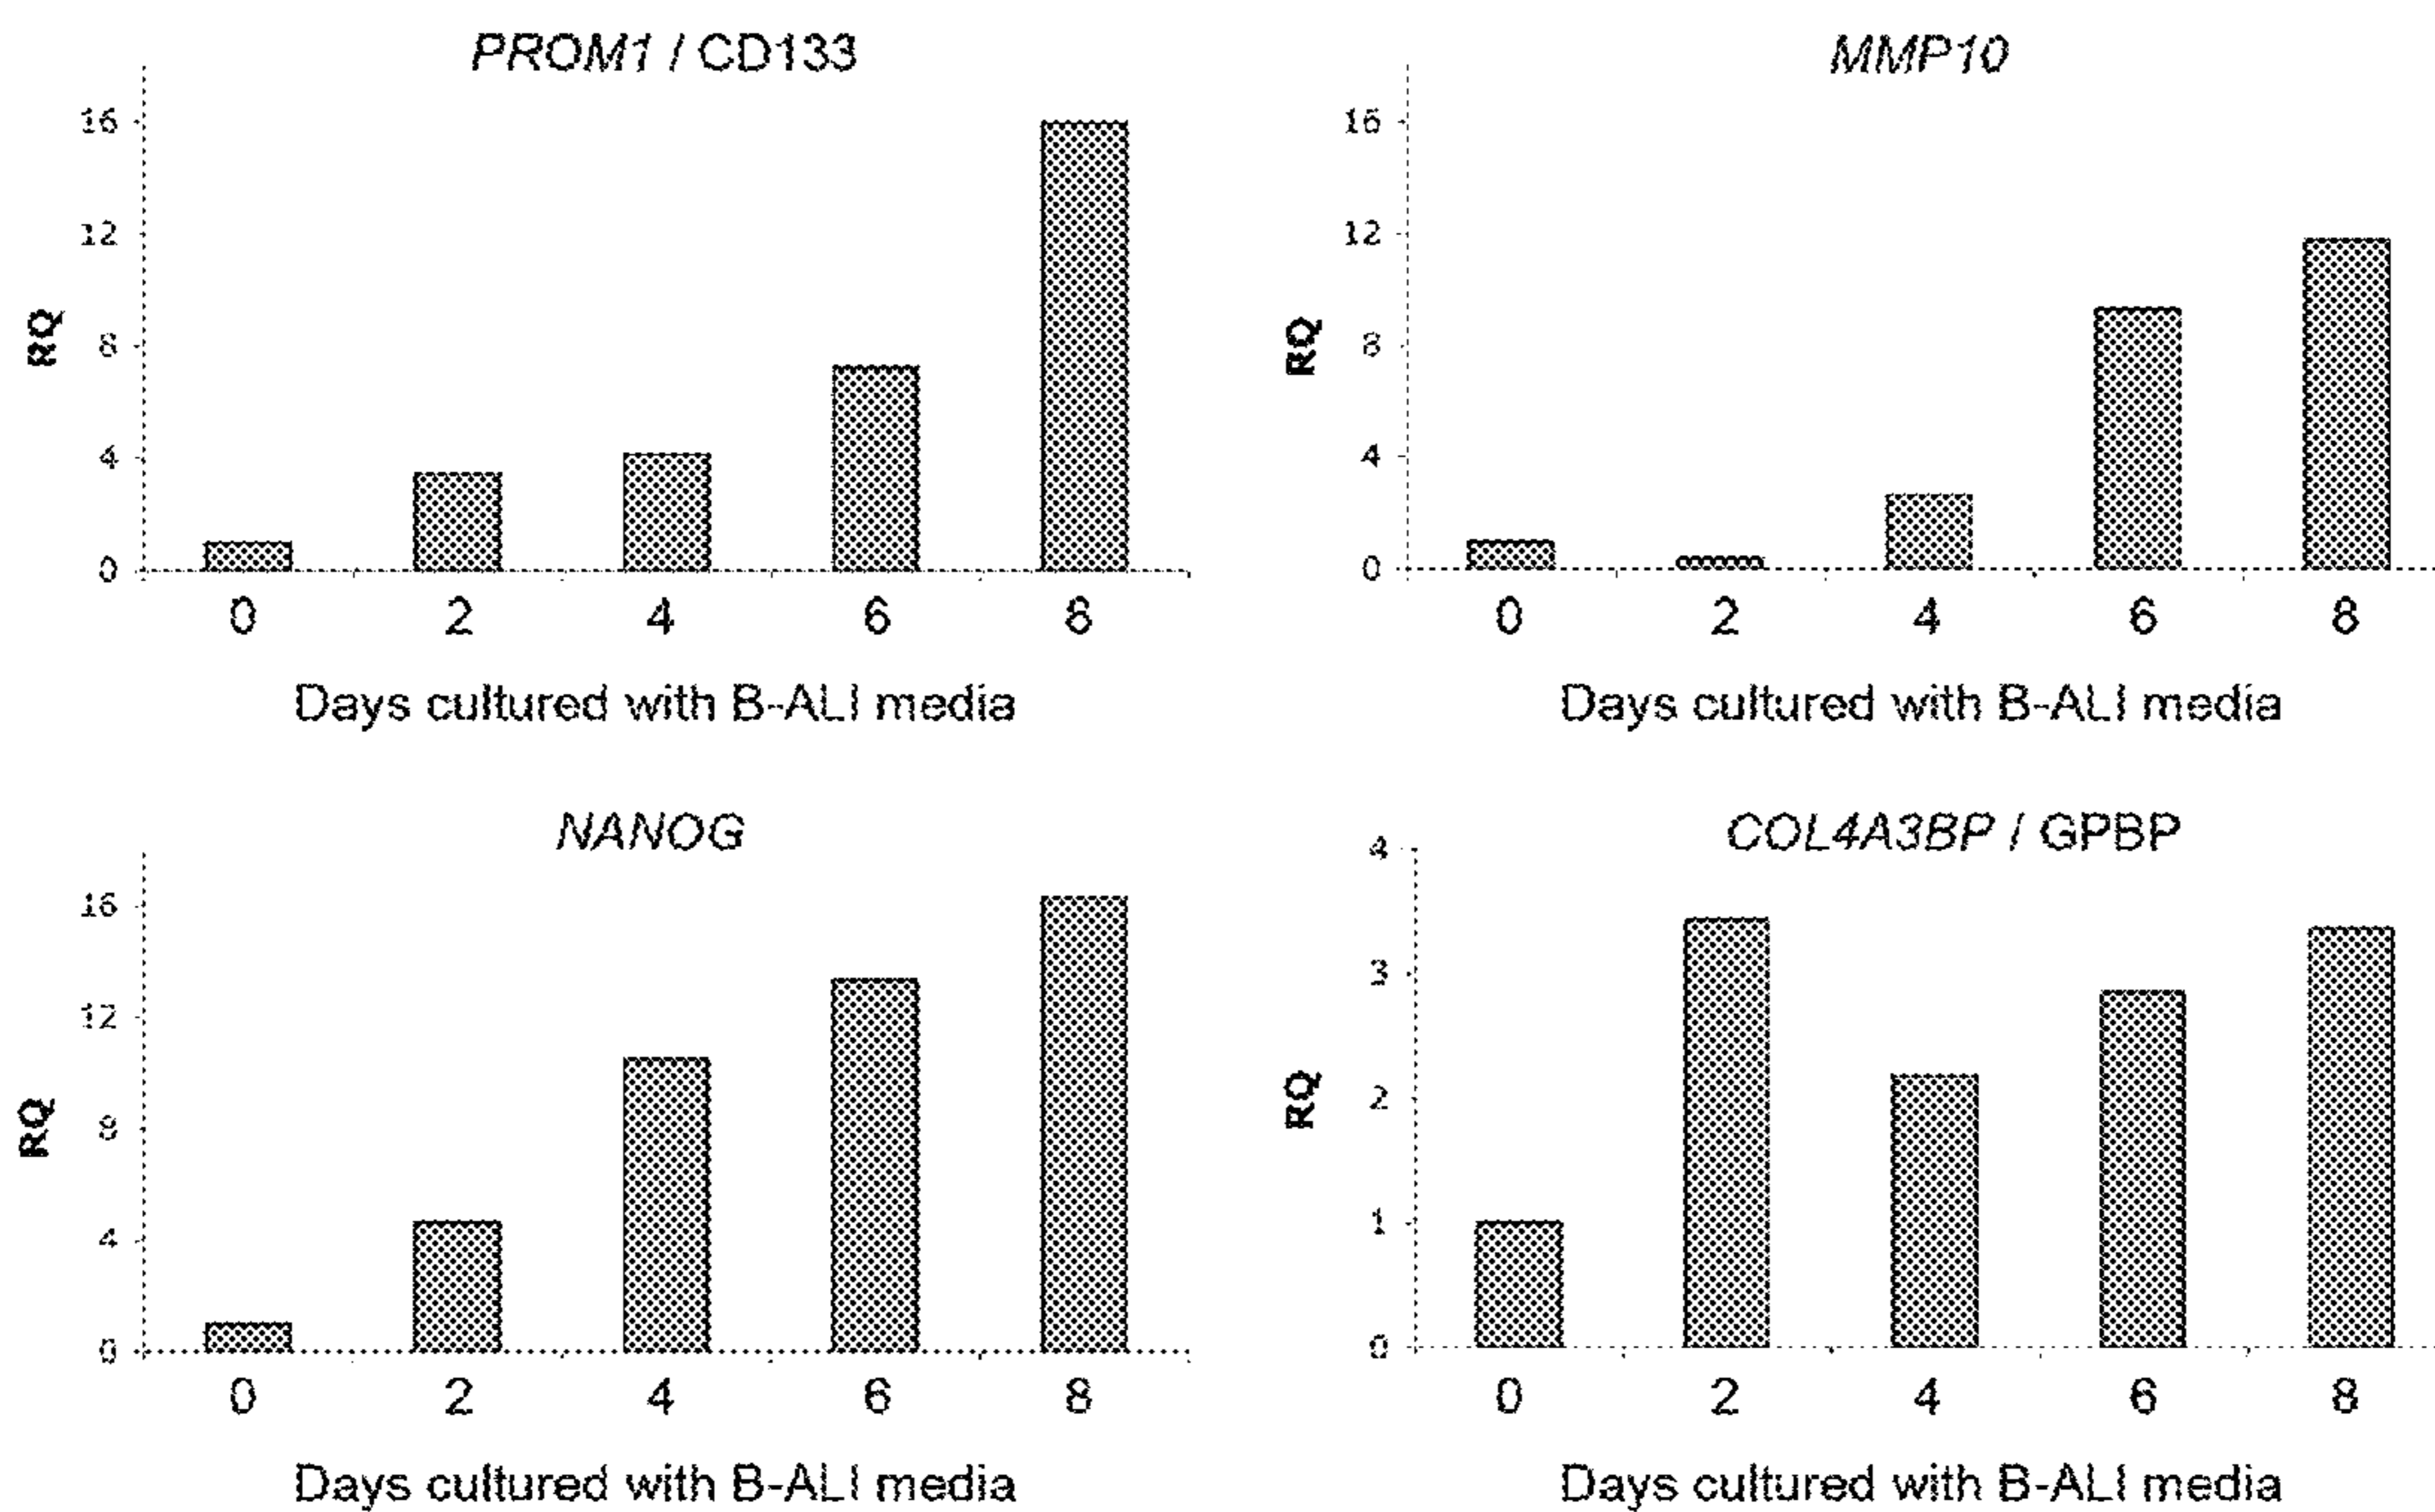 PROM1 / CD133
16
12
8
4
0
RQ
0 2 4 6 8
Days cultured with B-ALI media
MMP10
16
12
8
4
0
RQ
0 2 4 6 8
Days cultured with B-ALI media
NANOG
16
12
8
4
0
RQ
0 2 4 6 8
Days cultured with B-ALI media
COL4A3BP / GPBP
4
3
2
1
0
RQ
0 2 4 6 8
Days cultured with B-ALI media